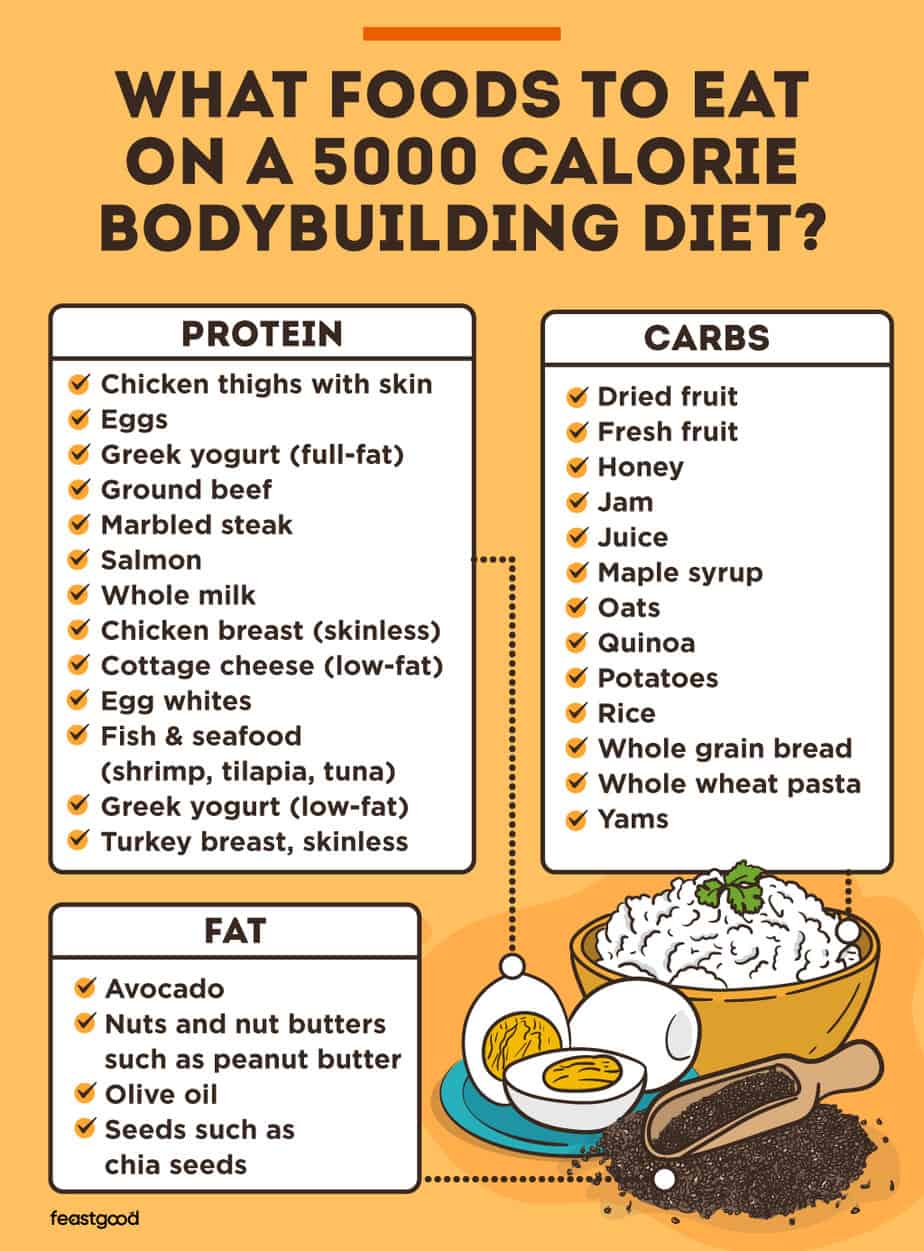 WHAT FOODS TO EAT
ON A 5000 CALORIE
BODYBUILDING DIET?
PROTEIN
Chicken thighs with skin
Eggs
Greek yogurt (full-fat)
Ground beef
Marbled steak
Salmon
Whole milk
Chicken breast (skinless)
Cottage cheese (low-fat)
Egg whites
Fish & seafood
(shrimp, tilapia, tuna)
Greek yogurt (low-fat)
Turkey breast, skinless
CARBS
Dried fruit
Fresh fruit
Honey
Jam
Juice
Maple syrup
Oats
Quinoa
Potatoes
Rice
Whole grain bread
Whole wheat pasta
Yams
FAT
Avocado
Nuts and nut butters
such as peanut butter
Olive oil
Seeds such as
chia seeds
feastgood